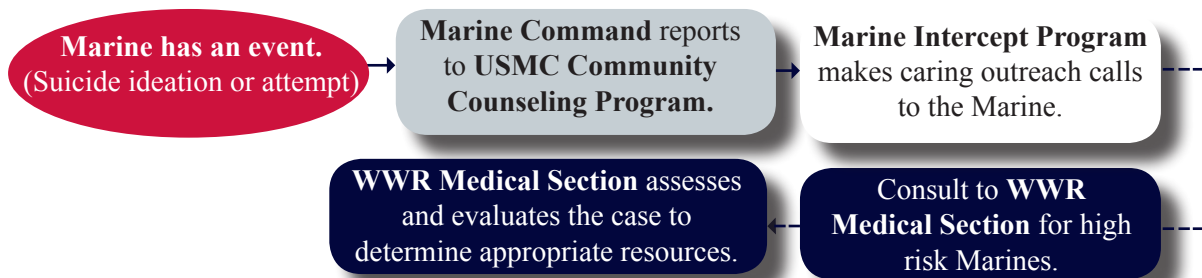 Marine has an event.
(Suicide ideation or attempt)
Marine Command reports
to USMC Community
Counseling Program.
Marine Intercept Program
makes caring outreach calls
to the Marine.
Consult to WWR
Medical Section for high
risk Marines.
WWR Medical Section assesses
and evaluates the case to
determine appropriate resources.